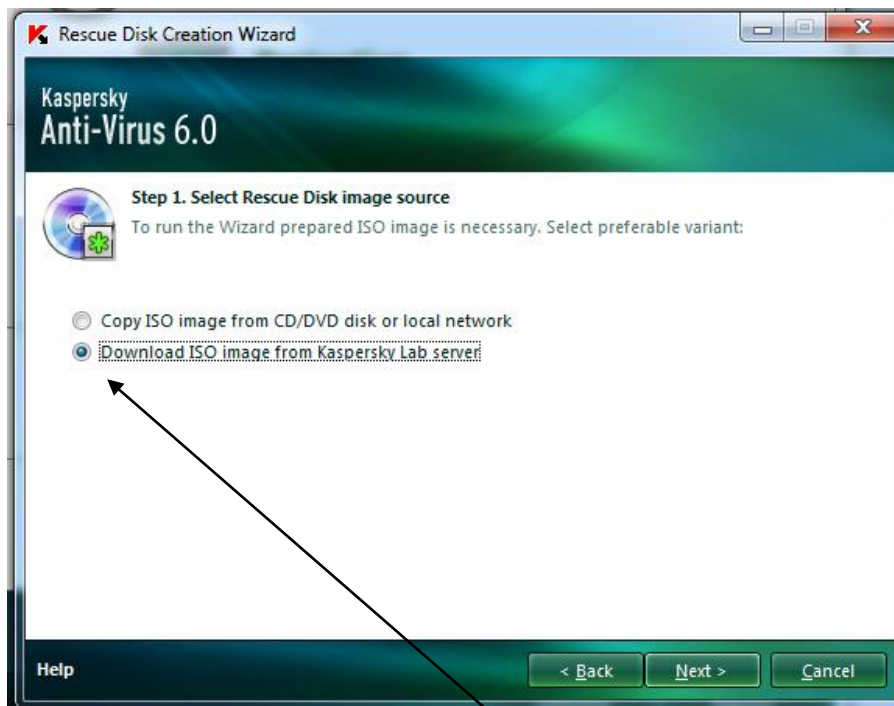 Rescue Disk Creation Wizard
Kaspersky
Anti-Virus 6.0
Step 1. Select Rescue Disk image source
To run the Wizard prepared ISO image is necessary. Select preferable variant:
Copy ISO image from CD/DVD disk or local network
Download ISO image from Kaspersky Lab server
Help
< Back
Next >
Cancel